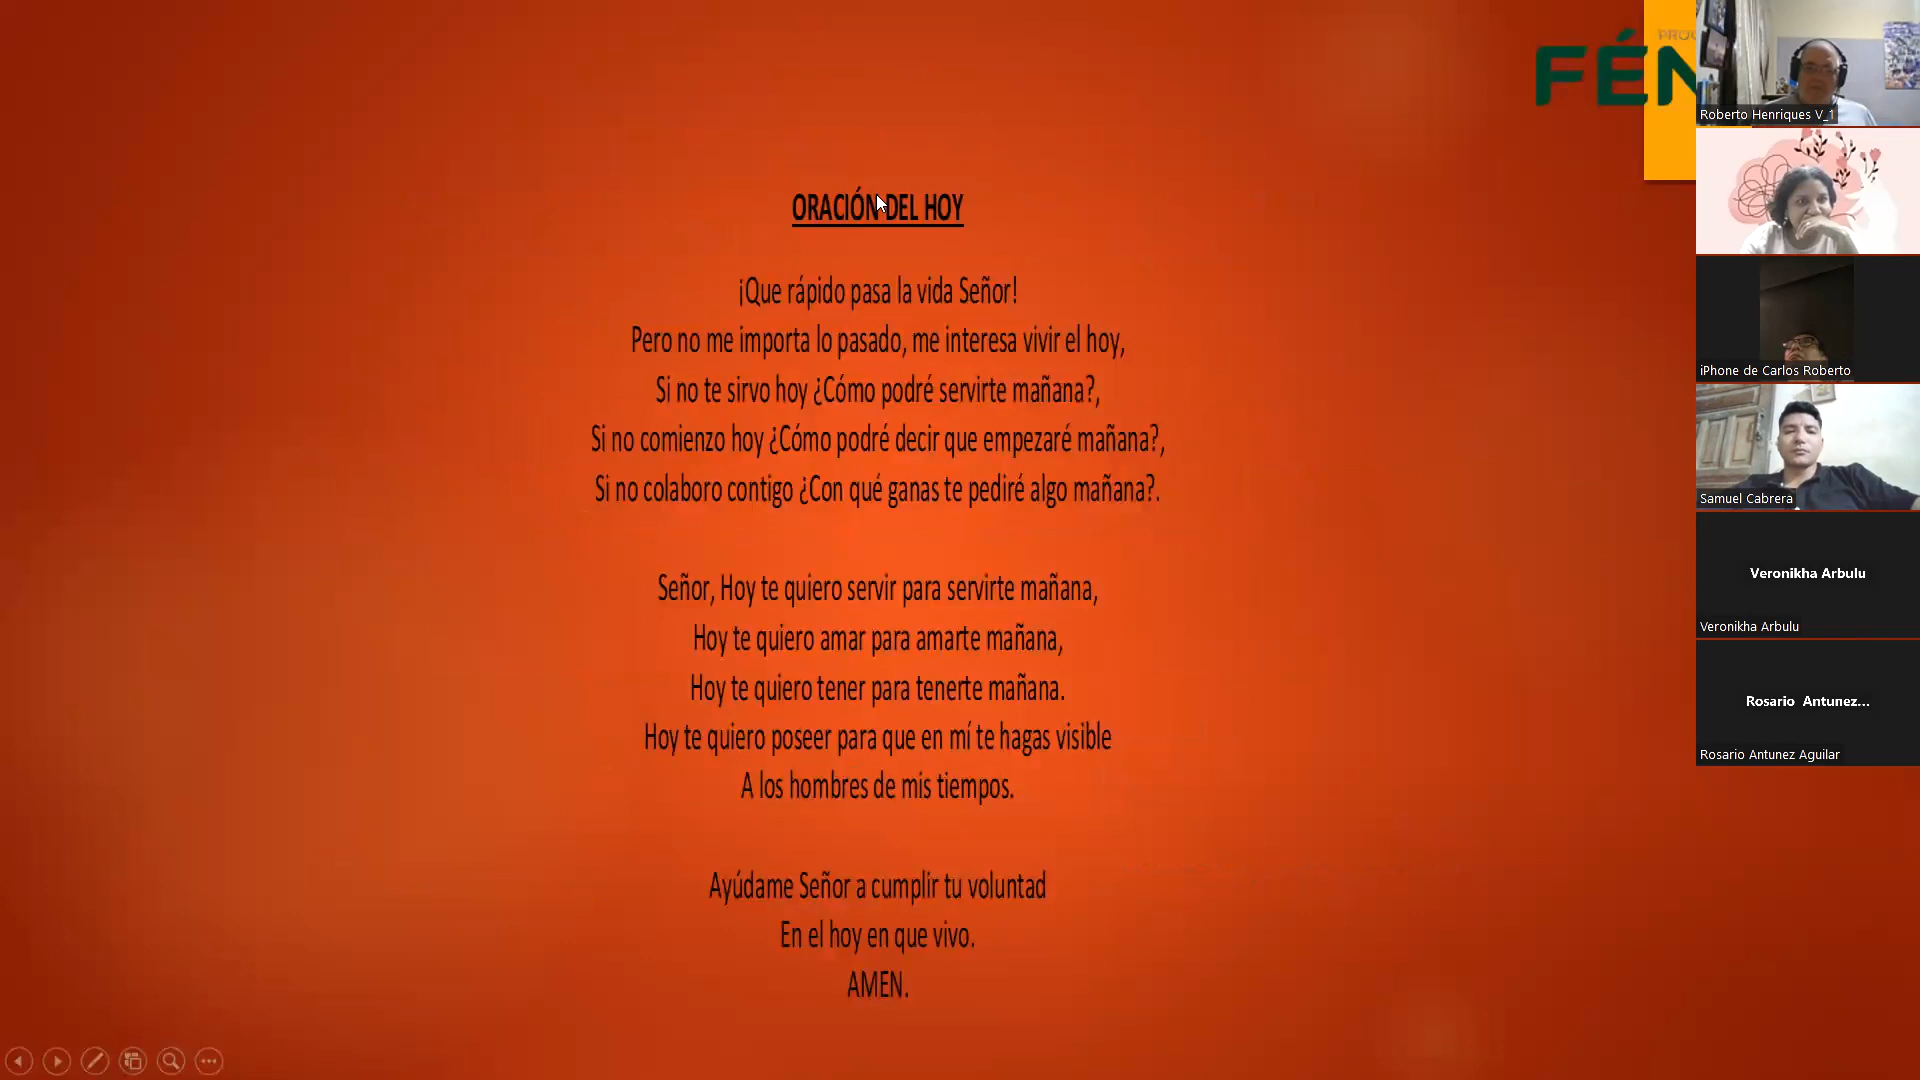 ORACIÓN DEL HOY
¡Que rápido pasa la vida Señor!
Pero no me importa lo pasado, me interesa vivir el hoy,
Si no te sirvo hoy ¿Cómo podré servirte mañana?,
Si no comienzo hoy ¿Cómo podré decir que empezaré mañana?,
Si no colaboro contigo ¿Con qué ganas te pediré algo mañana?.
Señor, Hoy te quiero servir para servirte mañana,
Hoy te quiero amar para amarte mañana,
Hoy te quiero tener para tenerte mañana.
Hoy te quiero poseer para que en mí te hagas visible
A los hombres de mis tiempos.
Ayúdame Señor a cumplir tu voluntad
En el hoy en que vivo.
AMEN.
PROG
FÉN
Roberto Henriques V_1
iPhone de Carlos Roberto
Samuel Cabrera
Veronikha Arbulu
Veronikha Arbulu
Rosario Antunez...
Rosario Antunez Aguilar